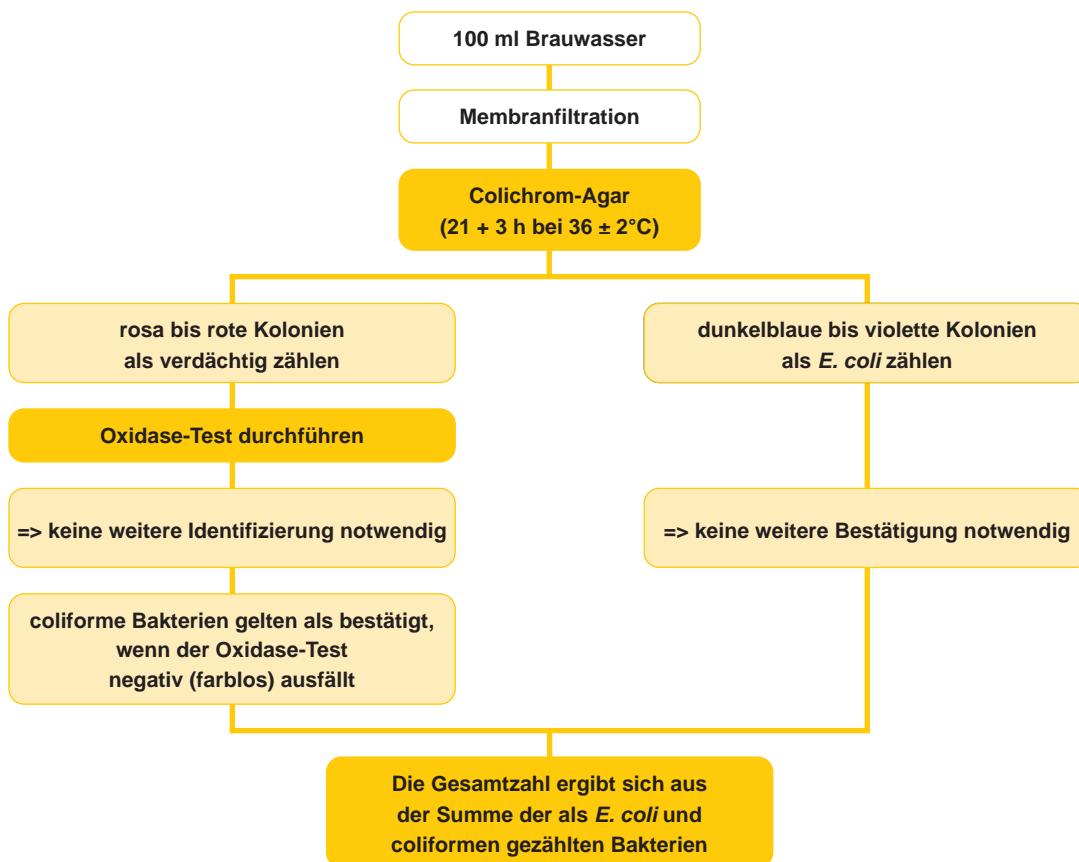 100 ml Brauwasser
Membranfiltration
Colichrom-Agar
(21 + 3 h bei 36 ± 2°C)
rosa bis rote Kolonien
als verdächtig zählen
Oxidase-Test durchführen
=> keine weitere Identifizierung notwendig
coliforme Bakterien gelten als bestätigt,
wenn der Oxidase-Test
negativ (farblos) ausfällt
dunkelblaue bis violette Kolonien
als E. coli zählen
=> keine weitere Bestätigung notwendig
Die Gesamtzahl ergibt sich aus
der Summe der als E. coli und
coliformen gezählten Bakterien